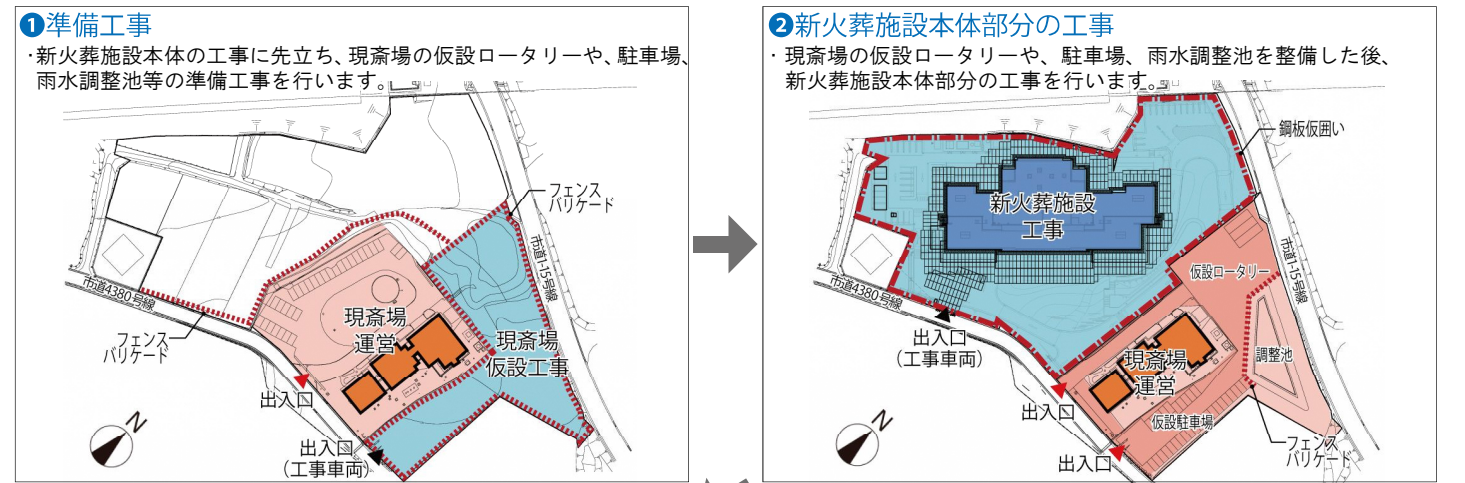 ❶準備工事
・新火葬施設本体の工事に先立ち、現斎場の仮設ロータリーや、駐車場、
雨水調整池等の準備工事を行います。
フェンス
バリケード
市道1-15号線
市道4380号線
フェンス
バリケード
現斎場
運営
現斎場
仮設工事
出入口
出入口
（工事車両）
N
❷新火葬施設本体部分の工事
・現斎場の仮設ロータリーや、駐車場、雨水調整池を整備した後、
新火葬施設本体部分の工事を行います。
鋼板仮囲い
新火葬施設
工事
市道1-15号線
仮設ロータリー
市道4380号線
出入口
（工事車両）
調整池
現斎場
運営
出入口
仮設駐車場
フェンス
バリケード
出入口
N